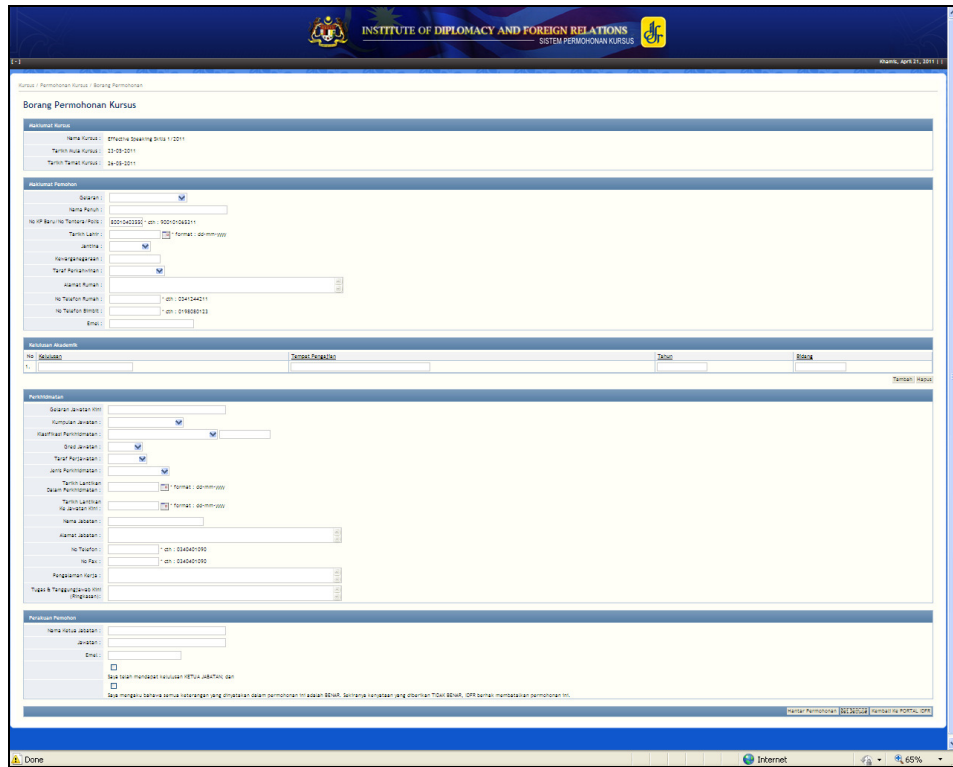 INSTITUTE OF DIPLOMACY AND FOREIGN RELATIONS
SISTEM PERMOHONAN KURSUS
Khamis, April 21, 2011 | |
Kursus / Permohonan Kursus / Borang Permohonan
Borang Permohonan Kursus
Maklumat Kursus
Nama Kursus : Effective Speaking Skills 1/2011
Tarikh Mula Kursus : 23-05-2011
Tarikh Tamat Kursus : 26-05-2011
Maklumat Pemohon
Gelaran :
Nama Penuh :
No KP Baru/No Tentera/Polis : * cth : 900101065211
Tarikh Lahir : * format : dd-mm-yyyy
Jantina :
Kewarganegaraan :
Taraf Perkahwinan :
Alamat Rumah :
No Telefon Rumah : * cth : 0341244211
No Telefon Bimbit : * cth : 0198080123
Emel :
Kelulusan Akademik
No Kelulusan Tempat Pengajian Tahun Bidang
1.
Tambah Hapus
Perkhidmatan
Gelaran Jawatan Kini
Kumpulan Jawatan :
Klasifikasi Perkhidmatan :
Gred Jawatan :
Taraf Perjawatan :
Jenis Perkhidmatan :
Tarikh Lantikan
Dalam Perkhidmatan : * format : dd-mm-yyyy
Tarikh Lantikan
Ke Jawatan Kini : * format : dd-mm-yyyy
Nama Jabatan :
Alamat Jabatan :
No Telefon : * cth : 0340401090
No Fax : * cth : 0340401090
Pengalaman Kerja :
Tugas & Tanggungjawab Kini
(Ringkasan):
Perakuan Pemohon
Nama Ketua Jabatan :
Jawatan :
Emel :
Saya telah mendapat kelulusan KETUA JABATAN; dan
Saya mengaku bahawa semua keterangan yang dinyatakan dalam permohonan ini adalah BENAR. Sekiranya kenyataan yang diberikan TIDAK BENAR, IDFR berhak membatalkan permohonan ini.
Hantar Permohonan Set Semula Kembali Ke PORTAL IDFR
Done Internet 65%